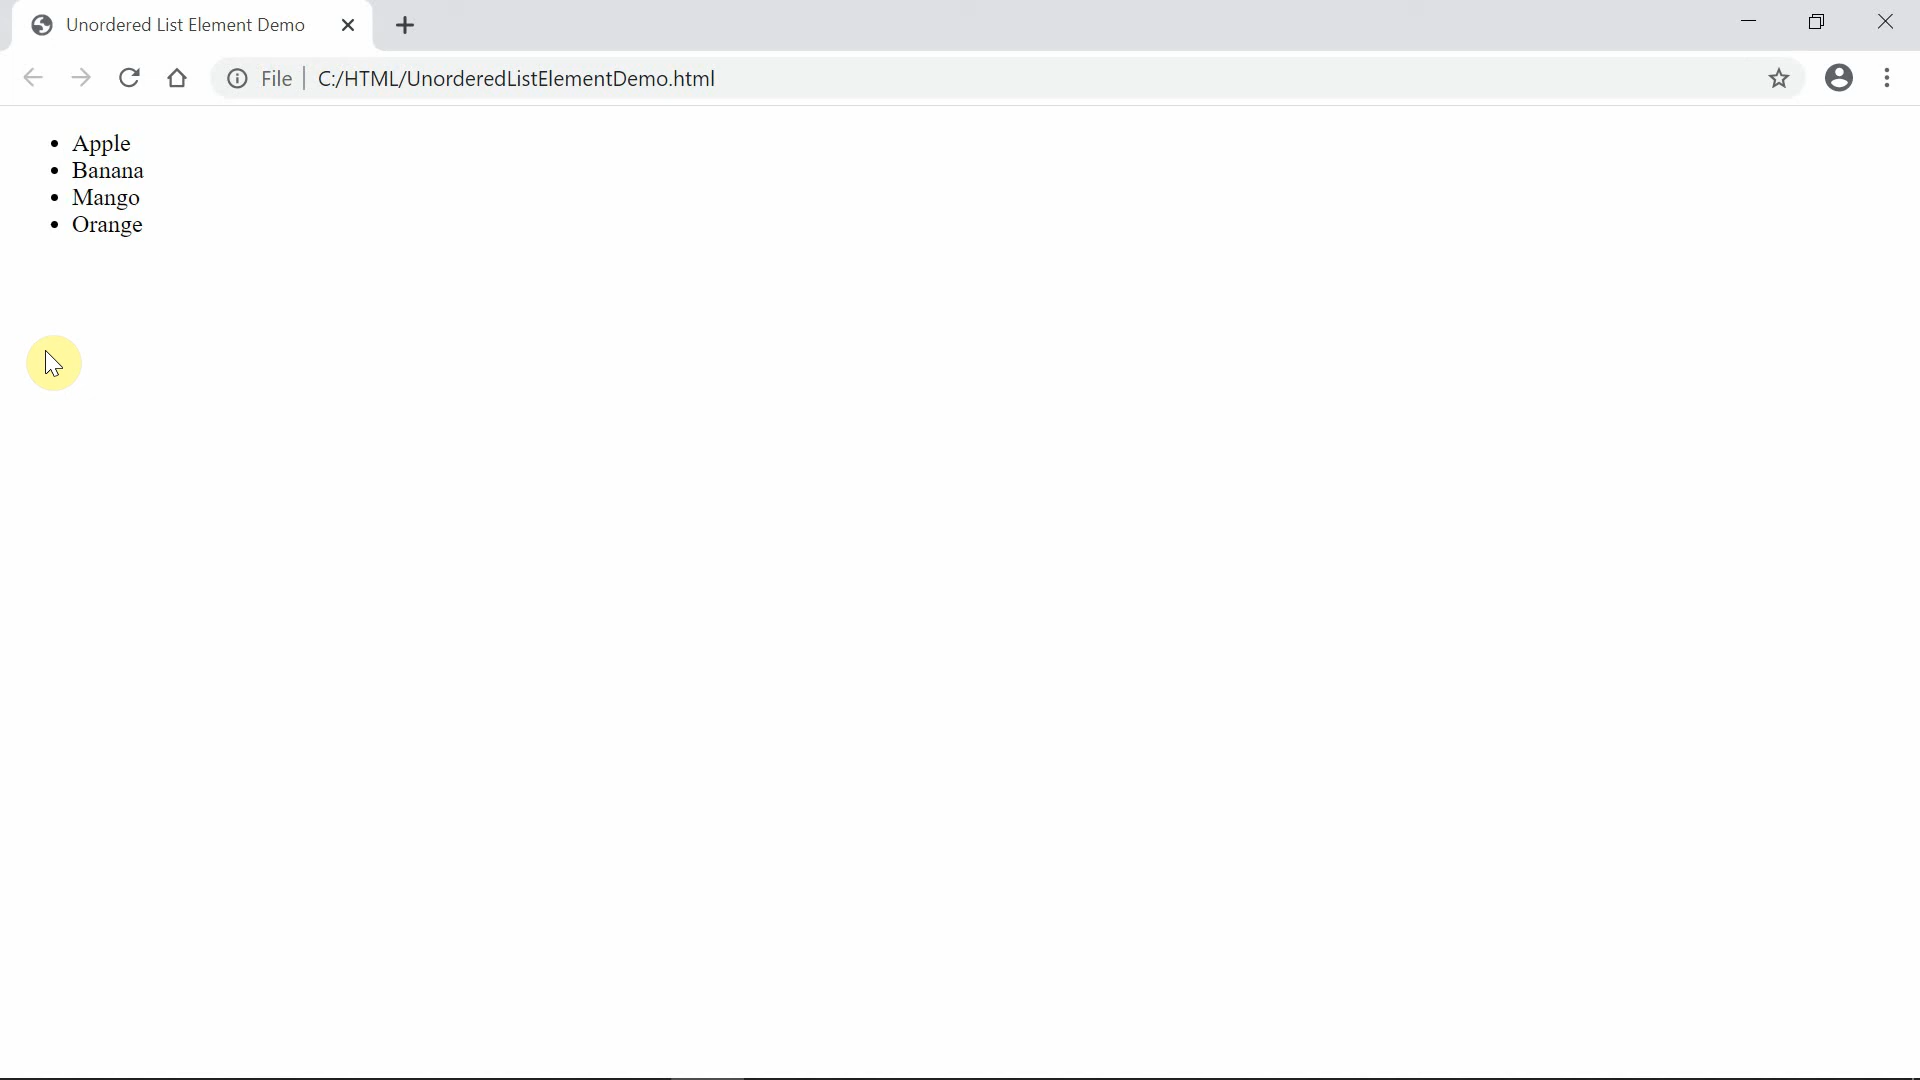 Unordered List Element Demo
File C:/HTML/UnorderedListElementDemo.html
Apple
Banana
Mango
Orange